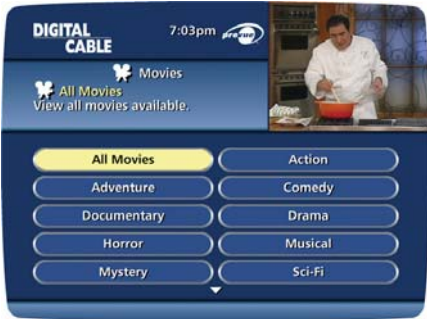 DIGITAL
CABLE
7:03pm
prevue
Movies
All Movies
View all movies available.
All Movies
Action
Adventure
Comedy
Documentary
Drama
Horror
Musical
Mystery
Sci-Fi